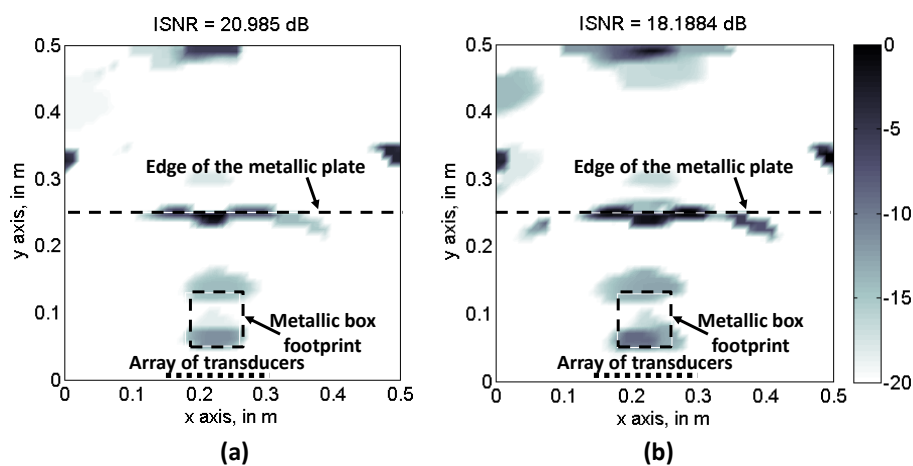 ISNR = 20.985 dB
0.5
0.4
0.3
0.2
0.1
0
y axis, in m
Edge of the metallic plate
Metallic box
footprint
Array of transducers
0 0.1 0.2 0.3 0.4 0.5
x axis, in m
(a)
ISNR = 18.1884 dB
0.5
0.4
0.3
0.2
0.1
0
y axis, in m
Edge of the metallic plate
Metallic box
footprint
Array of transducers
0 0.1 0.2 0.3 0.4 0.5
x axis, in m
(b)
0
-5
-10
-15
-20